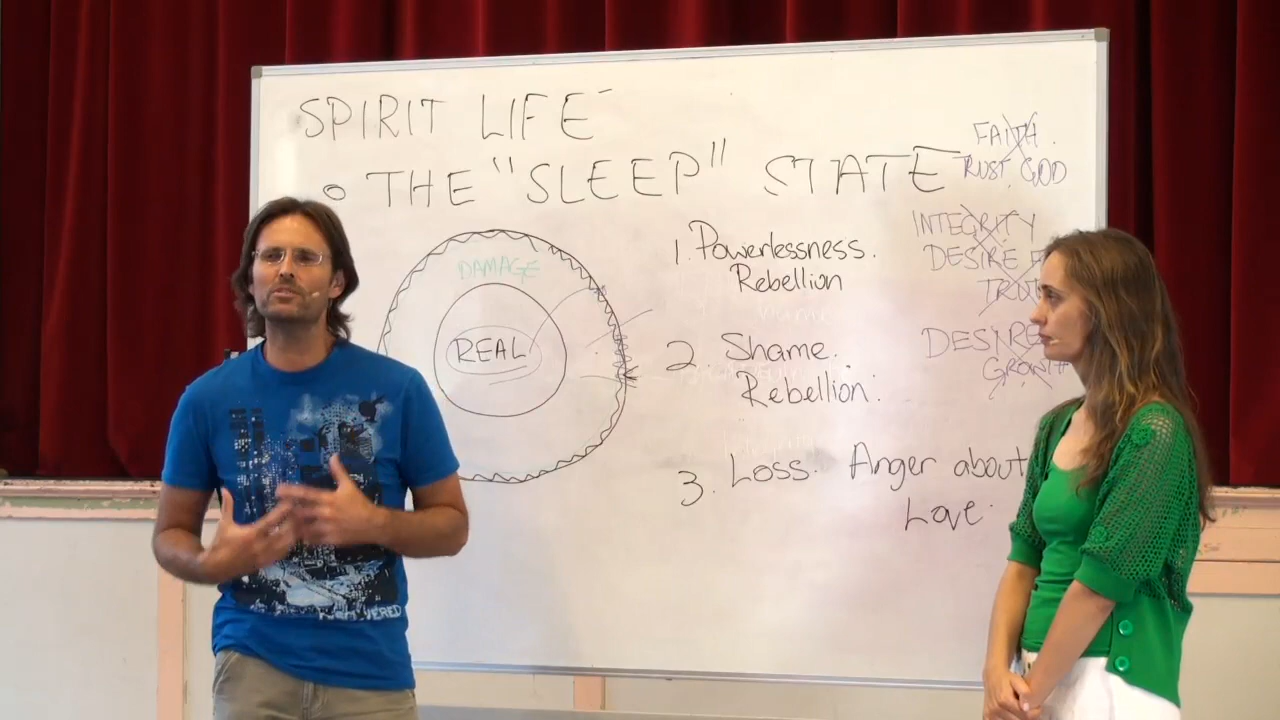 SPIRIT LIFE
THE "SLEEP" STATE
FAITH.
TRUST GOD
INTEGRITY
DESIRE
DAMAGE
REAL
1. Powerlessness.
Rebellion
2 Shame.
Rebellion:
DESIRE
GROWTH
3. Loss. Anger about
Love.